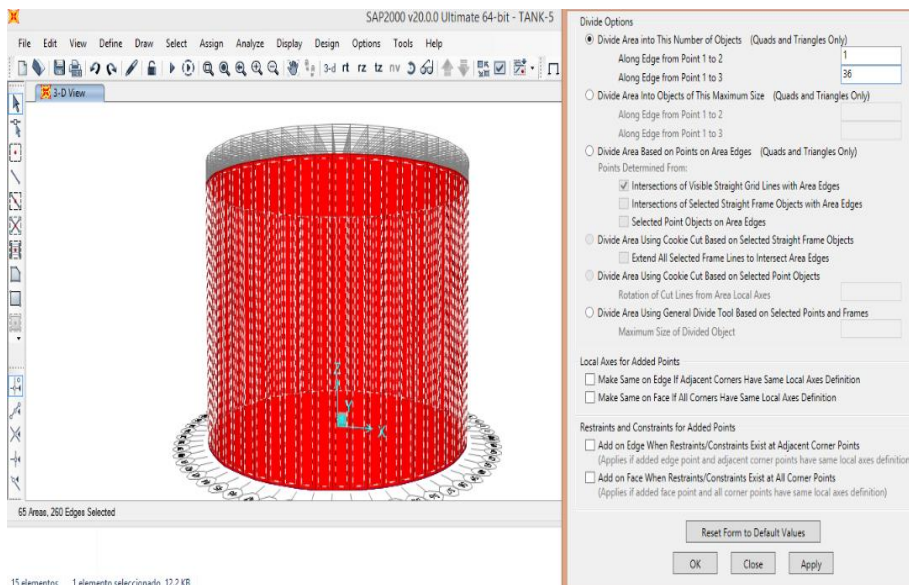 SAP2000 v20.0.0 Ultimate 64-bit - TANK-5
File Edit View Define Draw Select Assign Analyze Display Design Options Tools Help
3-d rt rz tz nv
3-D View
Z
Y
X
65 Areas, 260 Edges Selected
15 elementos 1 elemento seleccionado 12,2 KB
Divide Options
Divide Area into This Number of Objects (Quads and Triangles Only)
Along Edge from Point 1 to 2 1
Along Edge from Point 1 to 3 36
Divide Area Into Objects of This Maximum Size (Quads and Triangles Only)
Along Edge from Point 1 to 2
Along Edge from Point 1 to 3
Divide Area Based on Points on Area Edges (Quads and Triangles Only)
Points Determined From:
Intersections of Visible Straight Grid Lines with Area Edges
Intersections of Selected Straight Frame Objects with Area Edges
Selected Point Objects on Area Edges
Divide Area Using Cookie Cut Based on Selected Straight Frame Objects
Extend All Selected Frame Lines to Intersect Area Edges
Divide Area Using Cookie Cut Based on Selected Point Objects
Rotation of Cut Lines from Area Local Axes
Divide Area Using General Divide Tool Based on Selected Points and Frames
Maximum Size of Divided Object
Local Axes for Added Points
Make Same on Edge If Adjacent Corners Have Same Local Axes Definition
Make Same on Face If All Corners Have Same Local Axes Definition
Restraints and Constraints for Added Points
Add on Edge When Restraints/Constraints Exist at Adjacent Corner Points
(Applies if added edge point and adjacent corner points have same local axes definition
Add on Face When Restraints/Constraints Exist at All Corner Points
(Applies if added face point and all corner points have same local axes definition)
Reset Form to Default Values
OK Close Apply